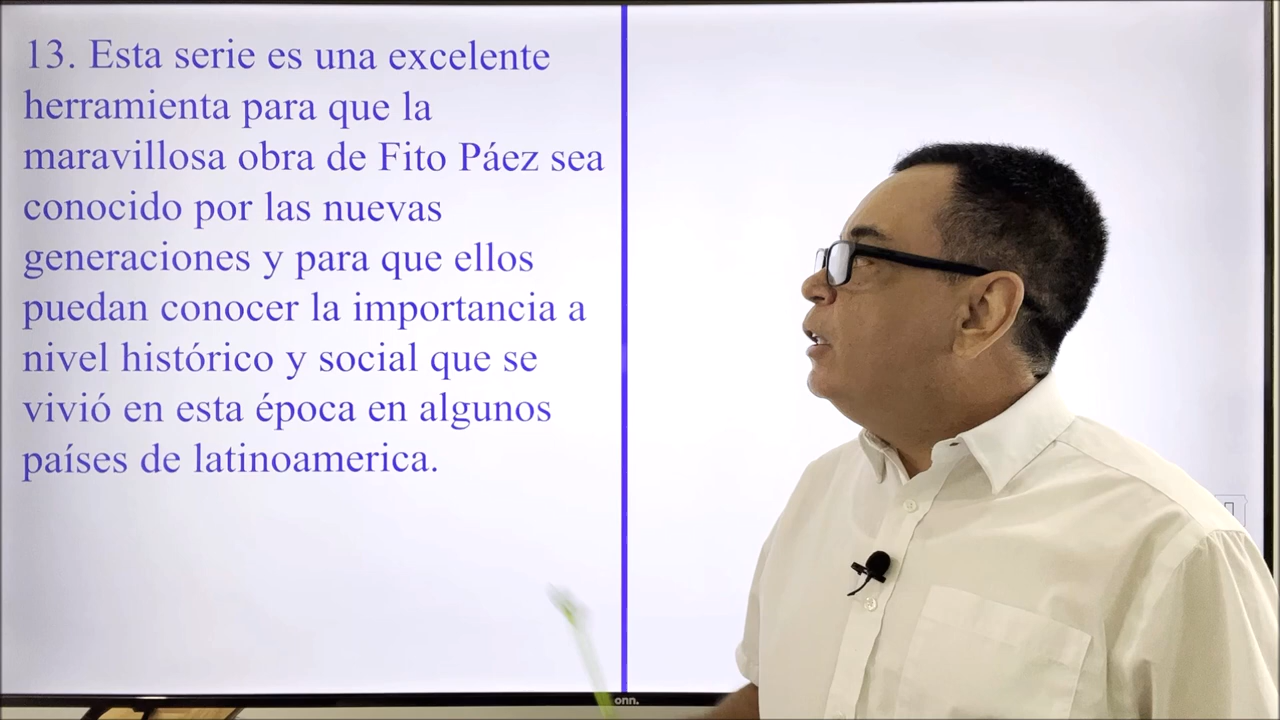 13. Esta serie es una excelente
herramienta para que la
maravillosa obra de Fito Páez sea
conocido por las nuevas
generaciones y para que ellos
puedan conocer la importancia a
nivel histórico y social que se
vivió en esta época en algunos
países de latinoamerica.
onn.